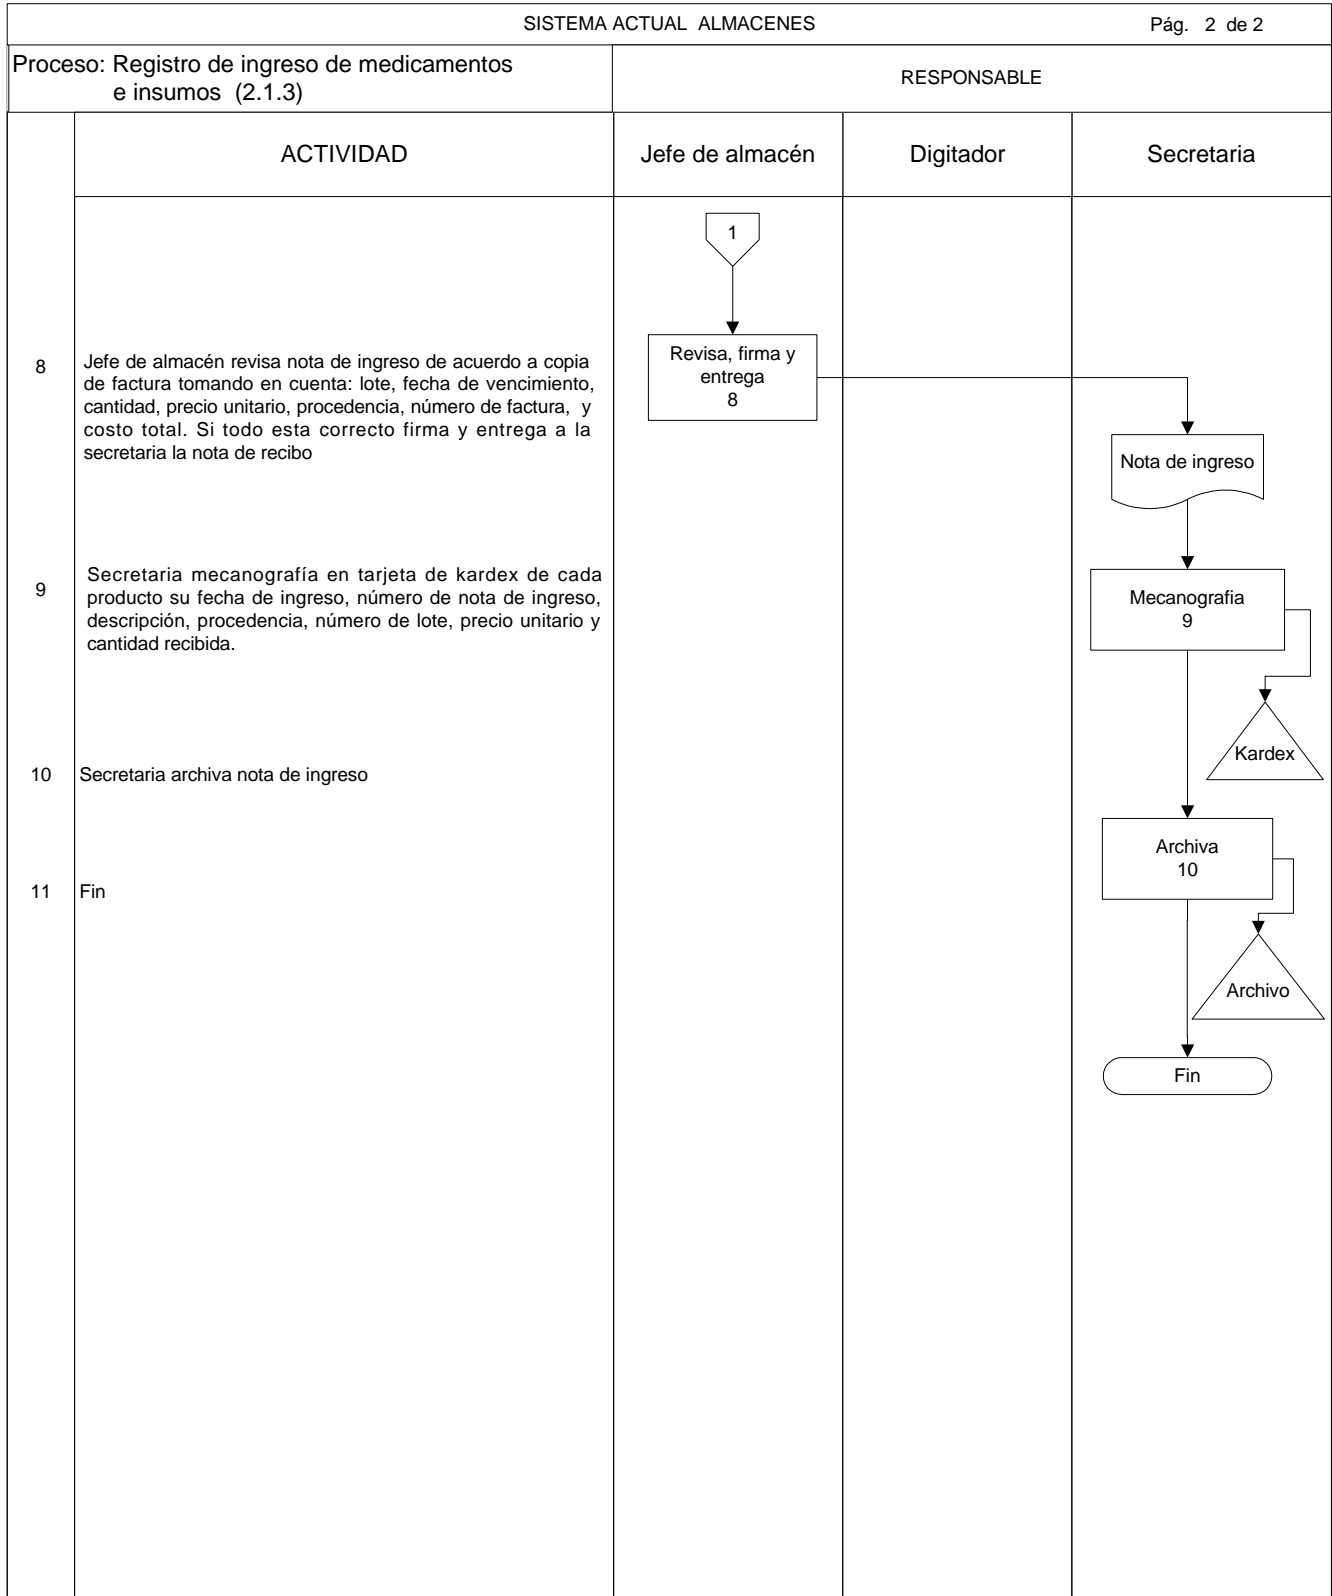 SISTEMA ACTUAL  ALMACENES
Pág.  2  de 2
Proceso: Registro de ingreso de medicamentos
e insumos  (2.1.3)
RESPONSABLE
ACTIVIDAD
Jefe de almacén
Digitador
Secretaria
1
8
Jefe de almacén revisa nota de ingreso de acuerdo a copia
de factura tomando en cuenta: lote, fecha de vencimiento,
cantidad, precio unitario, procedencia, número de factura,  y
costo total. Si todo esta correcto firma y entrega a la
secretaria la nota de recibo
Revisa, firma y
entrega
8
Nota de ingreso
9
Secretaria mecanografía en tarjeta de kardex de cada
producto su fecha de ingreso, número de nota de ingreso,
descripción, procedencia, número de lote, precio unitario y
cantidad recibida.
Mecanografia
9
Kardex
10
Secretaria archiva nota de ingreso
Archiva
10
11
Fin
Archivo
Fin